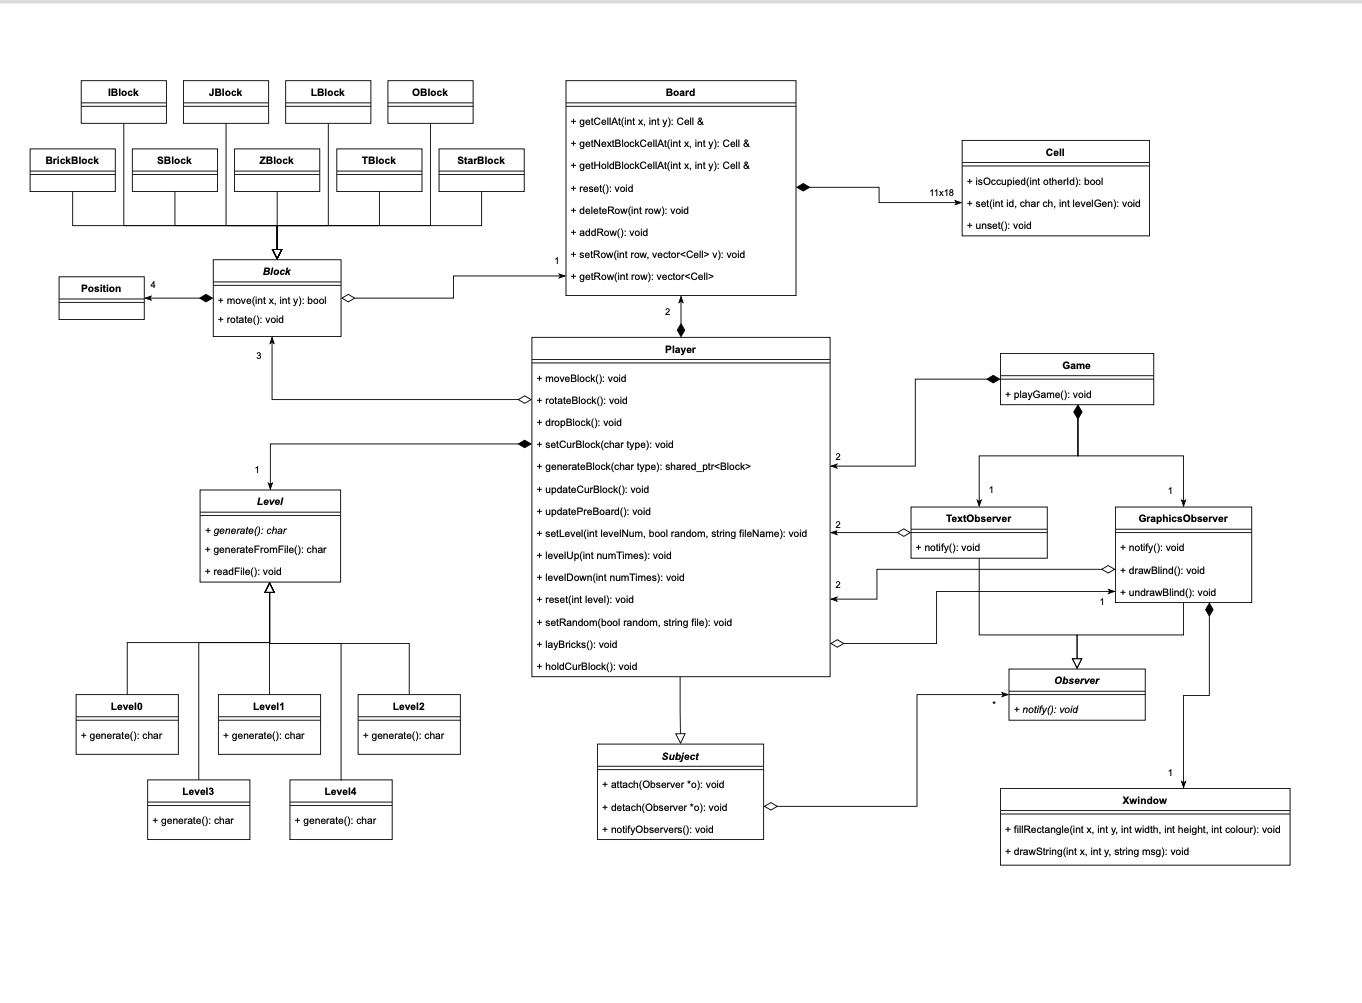 IBlock
JBlock
LBlock
OBlock
BrickBlock
SBlock
ZBlock
TBlock
StarBlock
Block
+ move(int x, int y): bool
+ rotate(): void
Position
4
3
1
Board
+ getCellAt(int x, int y): Cell &
+ getNextBlockCellAt(int x, int y): Cell &
+ getHoldBlockCellAt(int x, int y): Cell &
+ reset(): void
+ deleteRow(int row): void
+ addRow(): void
+ setRow(int row, vector<Cell> v): void
+ getRow(int row): vector<Cell>
11x18
Cell
+ isOccupied(int otherId): bool
+ set(int id, char ch, int levelGen): void
+ unset(): void
2
Player
+ moveBlock(): void
+ rotateBlock(): void
+ dropBlock(): void
+ setCurBlock(char type): void
+ generateBlock(char type): shared_ptr<Block>
+ updateCurBlock(): void
+ updatePreBoard(): void
+ setLevel(int levelNum, bool random, string fileName): void
+ levelUp(int numTimes): void
+ levelDown(int numTimes): void
+ reset(int level): void
+ setRandom(bool random, string file): void
+ layBricks(): void
+ holdCurBlock(): void
Game
+ playGame(): void
2
1
1
TextObserver
+ notify(): void
2
GraphicsObserver
+ notify(): void
+ drawBlind(): void
+ undrawBlind(): void
2
1
1
Level
+ generate(): char
+ generateFromFile(): char
+ readFile(): void
Level0
+ generate(): char
Level1
+ generate(): char
Level2
+ generate(): char
Level3
+ generate(): char
Level4
+ generate(): char
Observer
+ notify(): void
*
Subject
+ attach(Observer *o): void
+ detach(Observer *o): void
+ notifyObservers(): void
1
Xwindow
+ fillRectangle(int x, int y, int width, int height, int colour): void
+ drawString(int x, int y, string msg): void